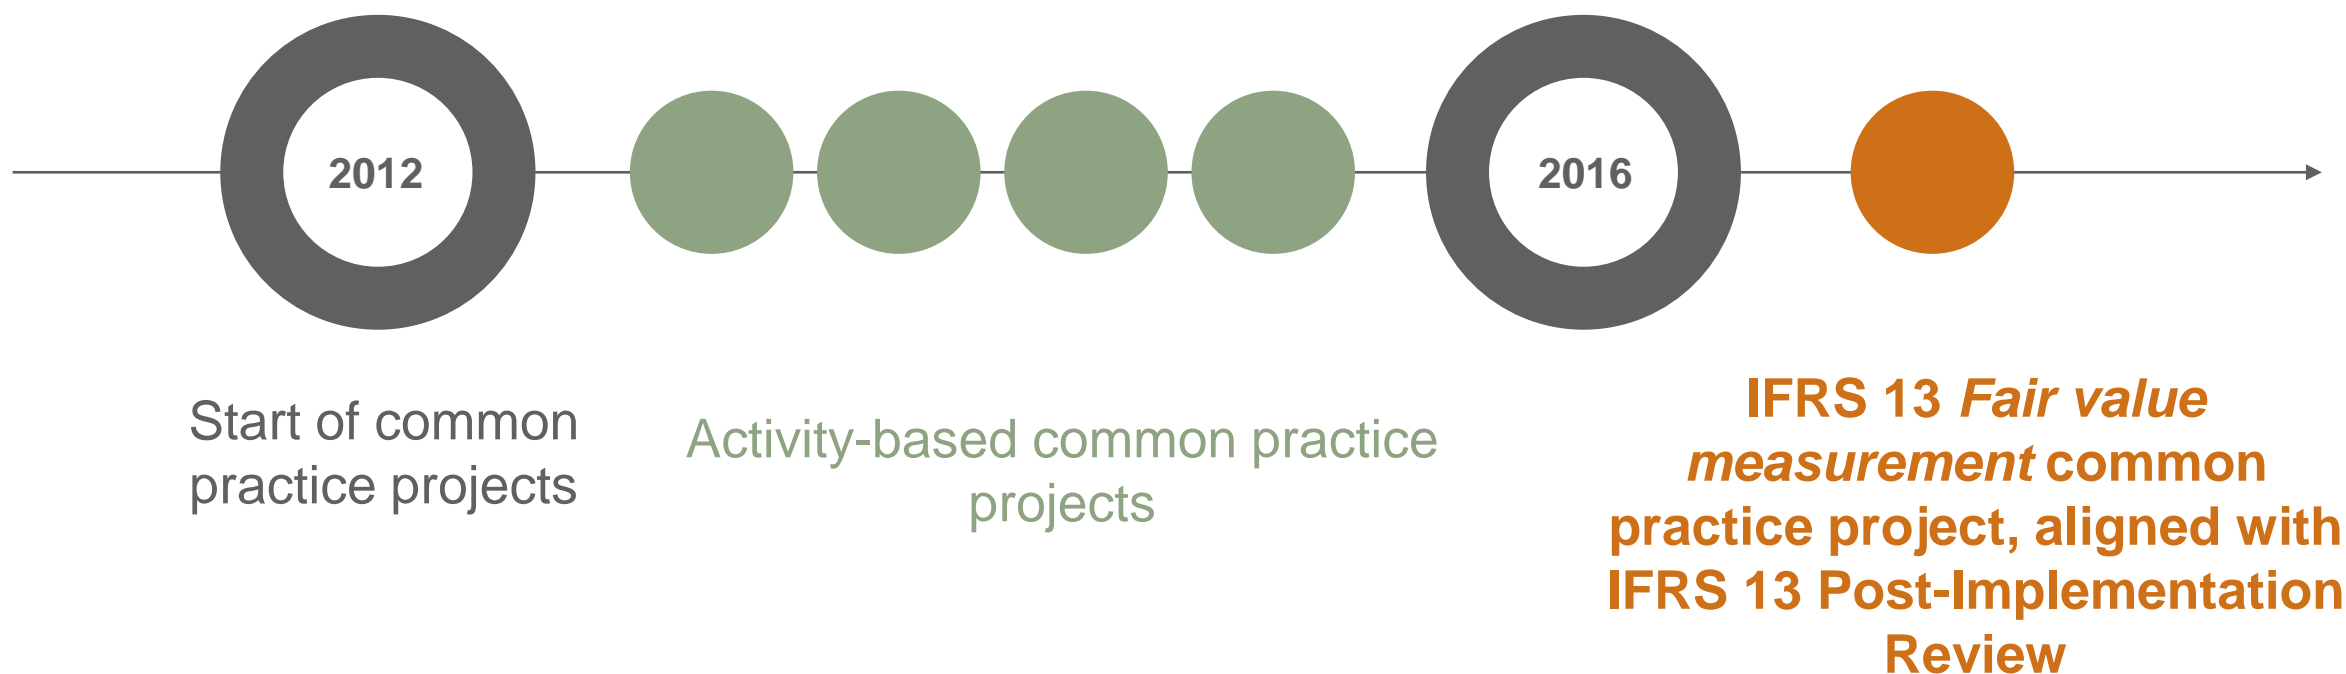 2012
2016
Start of common
practice projects
Activity-based common practice
projects
IFRS 13 Fair value
measurement common
practice project, aligned with
IFRS 13 Post-Implementation
Review